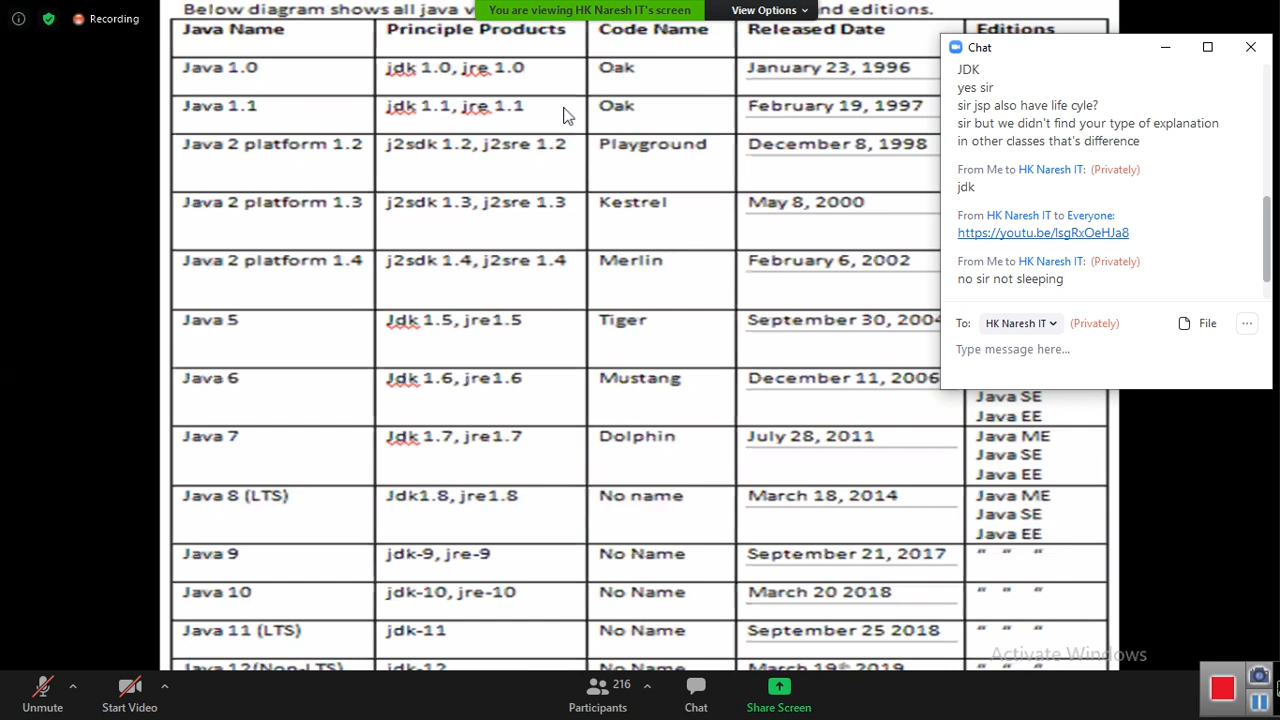 Recording
You are viewing HK Naresh IT's screen
View Options
Below diagram shows all java v
and editions.
Java Name Principle Products Code Name Released Date Editions
Java 1.0 jdk 1.0, jre 1.0 Oak January 23, 1996
Java 1.1 jdk 1.1, jre 1.1 Oak February 19, 1997
Java 2 platform 1.2 j2sdk 1.2, j2sre 1.2 Playground December 8, 1998
Java 2 platform 1.3 j2sdk 1.3, j2sre 1.3 Kestrel May 8, 2000
Java 2 platform 1.4 j2sdk 1.4, j2sre 1.4 Merlin February 6, 2002
Java 5 Jdk 1.5, jre1.5 Tiger September 30, 2004
Java 6 Jdk 1.6, jre1.6 Mustang December 11, 2006
Java SE
Java EE
Java 7 Jdk 1.7, jre1.7 Dolphin July 28, 2011 Java ME
Java SE
Java EE
Java 8 (LTS) Jdk1.8, jre1.8 No name March 18, 2014 Java ME
Java SE
Java EE
Java 9 jdk-9, jre-9 No Name September 21, 2017 “ “ “
Java 10 jdk-10, jre-10 No Name March 20 2018 “ “ “
Java 11 (LTS) jdk-11 No Name September 25 2018 “ “ “
Java 12(Non-LTS) jdk-12 No Name March 19th 2019 “ “ “
Chat
JDK
yes sir
sir jsp also have life cyle?
sir but we didn't find your type of explanation
in other classes that's difference
From Me to HK Naresh IT: (Privately)
jdk
From HK Naresh IT to Everyone:
https://youtu.be/lsgRxOeHJa8
From Me to HK Naresh IT: (Privately)
no sir not sleeping
To: HK Naresh IT (Privately) File ...
Type message here...
Activate Windows
216
Unmute Start Video Participants Chat Share Screen